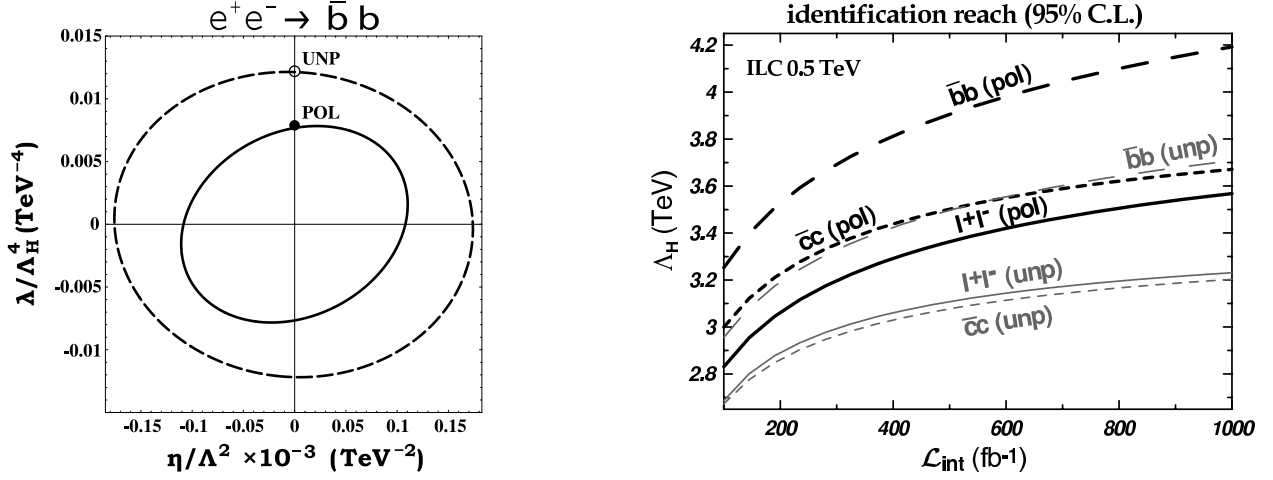 e⁺e⁻ → b̄ b
0.015
0.01
0.005
0
-0.005
-0.01
UNP
POL
λ/Λ_H⁴ (TeV⁻⁴)
-0.15
-0.1
-0.05
0
0.05
0.1
0.15
η/Λ² ×10⁻³ (TeV⁻²)
identification reach (95% C.L.)
4.2
4
3.8
3.6
3.4
3.2
3
2.8
Λ_H (TeV)
ILC 0.5 TeV
b̄b (pol)
b̄b (unp)
c̄c (pol)
l⁺l⁻ (pol)
l⁺l⁻ (unp)
c̄c (unp)
200
400
600
800
1000
ℒ_int (fb-1)